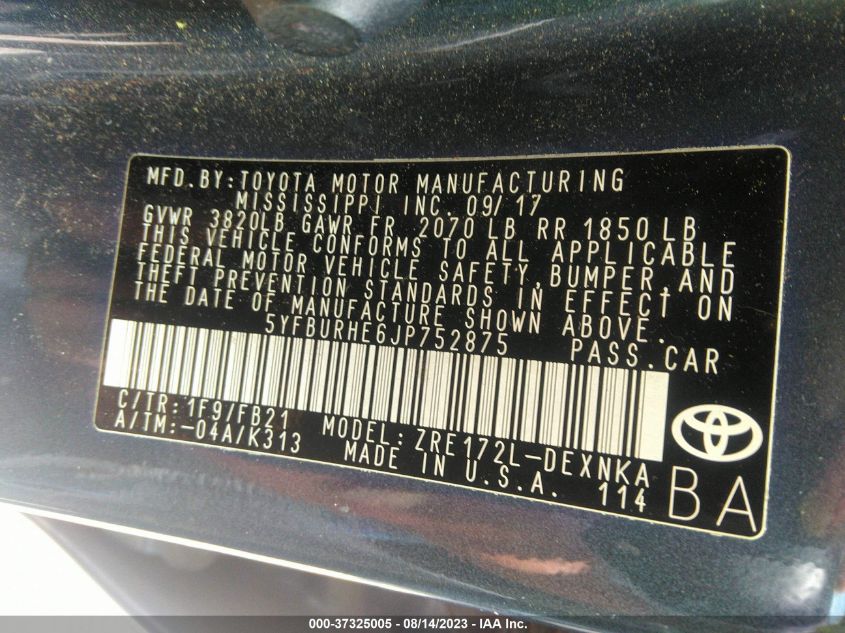 MFD.BY:TOYOTA MOTOR MANUFACTURING
MISSISSIPPI INC. 09/17
GVWR 3820LB GAWR FR 2070 LB RR 1850 LB
THIS VEHICLE CONFORMS TO ALL APPLICABLE
FEDERAL MOTOR VEHICLE SAFETY,BUMPER,AND
THEFT PREVENTION STANDARDS IN EFFECT ON
THE DATE OF MANUFACTURE SHOWN ABOVE.
5YFBURHE6JP752875 PASS.CAR
C/TR:1F9/FB21 MODEL:ZRE172L-DEXNKA
A/TM:-04A/K313 MADE IN U.S.A. 114
BA
000-37325005 - 08/14/2023 - IAA Inc.